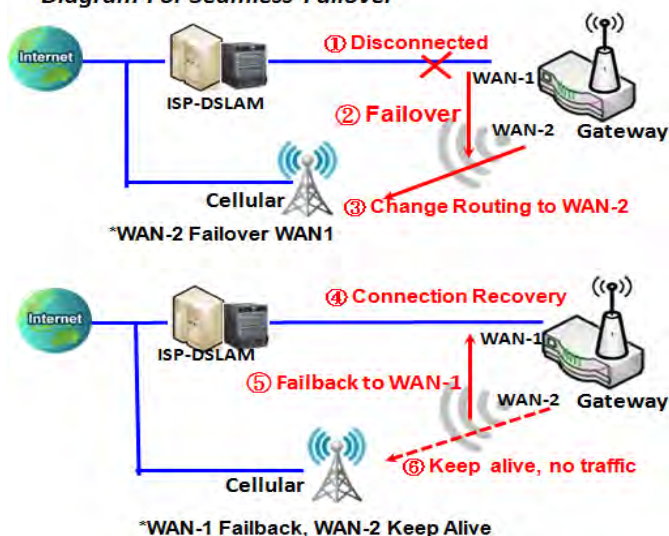 Diagram For Seamless Failover
Internet
① Disconnected
WAN-1
ISP-DSLAM
② Failover
WAN-2
Gateway
Cellular
③ Change Routing to WAN-2
*WAN-2 Failover WAN1
④ Connection Recovery
Internet
WAN-1
ISP-DSLAM
⑤ Failback to WAN-1
WAN-2
Gateway
⑥ Keep alive, no traffic
Cellular
*WAN-1 Failback, WAN-2 Keep Alive